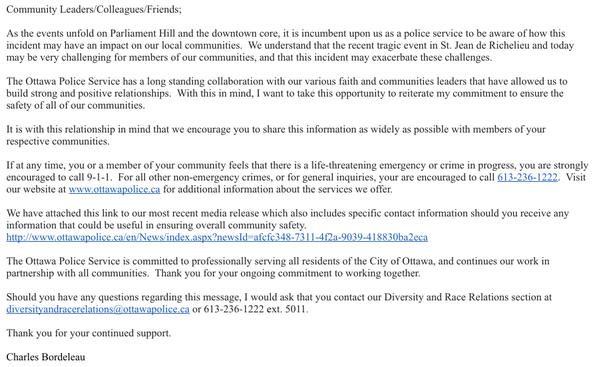 Community Leaders/Colleagues/Friends;
As the events unfold on Parliament Hill and the downtown core, it is incumbent upon us as a police service to be aware of how this
incident may have an impact on our local communities.  We understand that the recent tragic event in St. Jean de Richelieu and today
may be very challenging for members of our communities, and that this incident may exacerbate these challenges.
The Ottawa Police Service has a long standing collaboration with our various faith and communities leaders that have allowed us to
build strong and positive relationships.  With this in mind, I want to take this opportunity to reiterate my commitment to ensure the
safety of all of our communities.
It is with this relationship in mind that we encourage you to share this information as widely as possible with members of your
respective communities.
If at any time, you or a member of your community feels that there is a life-threatening emergency or crime in progress, you are strongly
encouraged to call 9-1-1.  For all other non-emergency crimes, or for general inquiries, your are encouraged to call 613-236-1222.  Visit
our website at www.ottawapolice.ca for additional information about the services we offer.
We have attached this link to our most recent media release which also includes specific contact information should you receive any
information that could be useful in ensuring overall community safety.
http://www.ottawapolice.ca/en/News/index.aspx?newsId=afcfc348-7311-4f2a-9039-418830ba2eca
The Ottawa Police Service is committed to professionally serving all residents of the City of Ottawa, and continues our work in
partnership with all communities.  Thank you for your ongoing commitment to working together.
Should you have any questions regarding this message, I would ask that you contact our Diversity and Race Relations section at
diversityandracerelations@ottawapolice.ca or 613-236-1222 ext. 5011.
Thank you for your continued support.
Charles Bordeleau